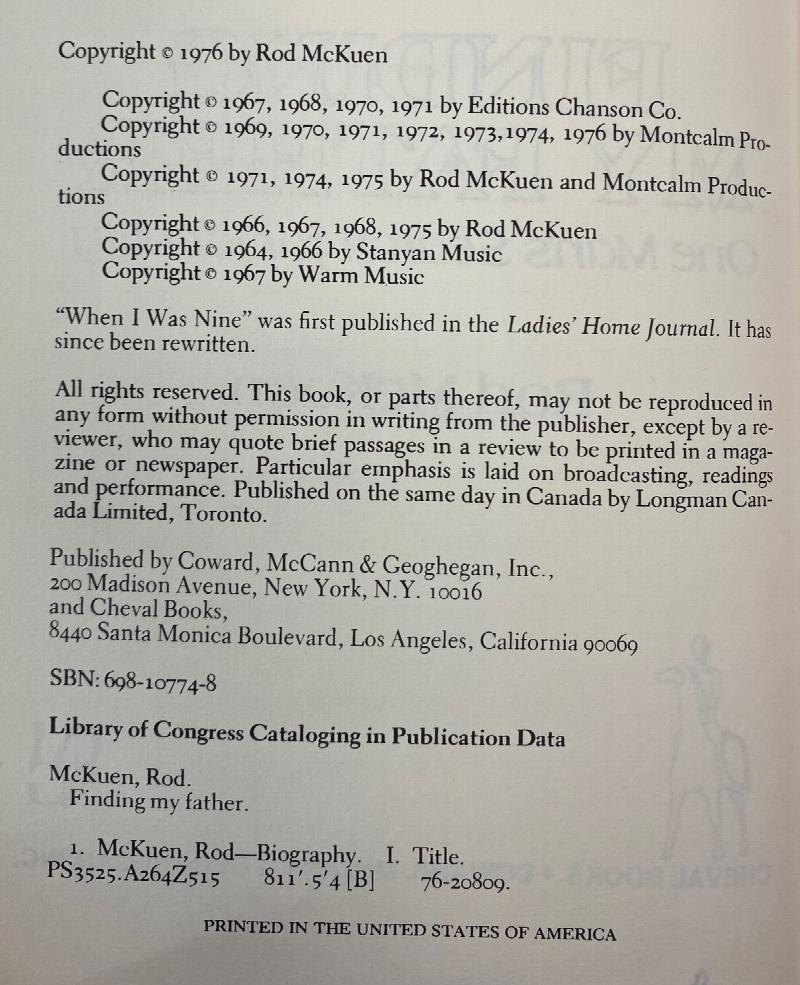 Copyright © 1976 by Rod McKuen
Copyright © 1967, 1968, 1970, 1971 by Editions Chanson Co.
Copyright © 1969, 1970, 1971, 1972, 1973,1974, 1976 by Montcalm Pro-
ductions
Copyright © 1971, 1974, 1975 by Rod McKuen and Montcalm Produc-
tions
Copyright © 1966, 1967, 1968, 1975 by Rod McKuen
Copyright © 1964, 1966 by Stanyan Music
Copyright © 1967 by Warm Music
“When I Was Nine” was first published in the Ladies’ Home Journal. It has
since been rewritten.
All rights reserved. This book, or parts thereof, may not be reproduced in
any form without permission in writing from the publisher, except by a re-
viewer, who may quote brief passages in a review to be printed in a maga-
zine or newspaper. Particular emphasis is laid on broadcasting, readings
and performance. Published on the same day in Canada by Longman Can-
ada Limited, Toronto.
Published by Coward, McCann & Geoghegan, Inc.,
200 Madison Avenue, New York, N.Y. 10016
and Cheval Books,
8440 Santa Monica Boulevard, Los Angeles, California 90069
SBN: 698-10774-8
Library of Congress Cataloging in Publication Data
McKuen, Rod.
Finding my father.
1. McKuen, Rod—Biography. I. Title.
PS3525.A264Z515 811′.5′4 [B] 76-20809.
PRINTED IN THE UNITED STATES OF AMERICA